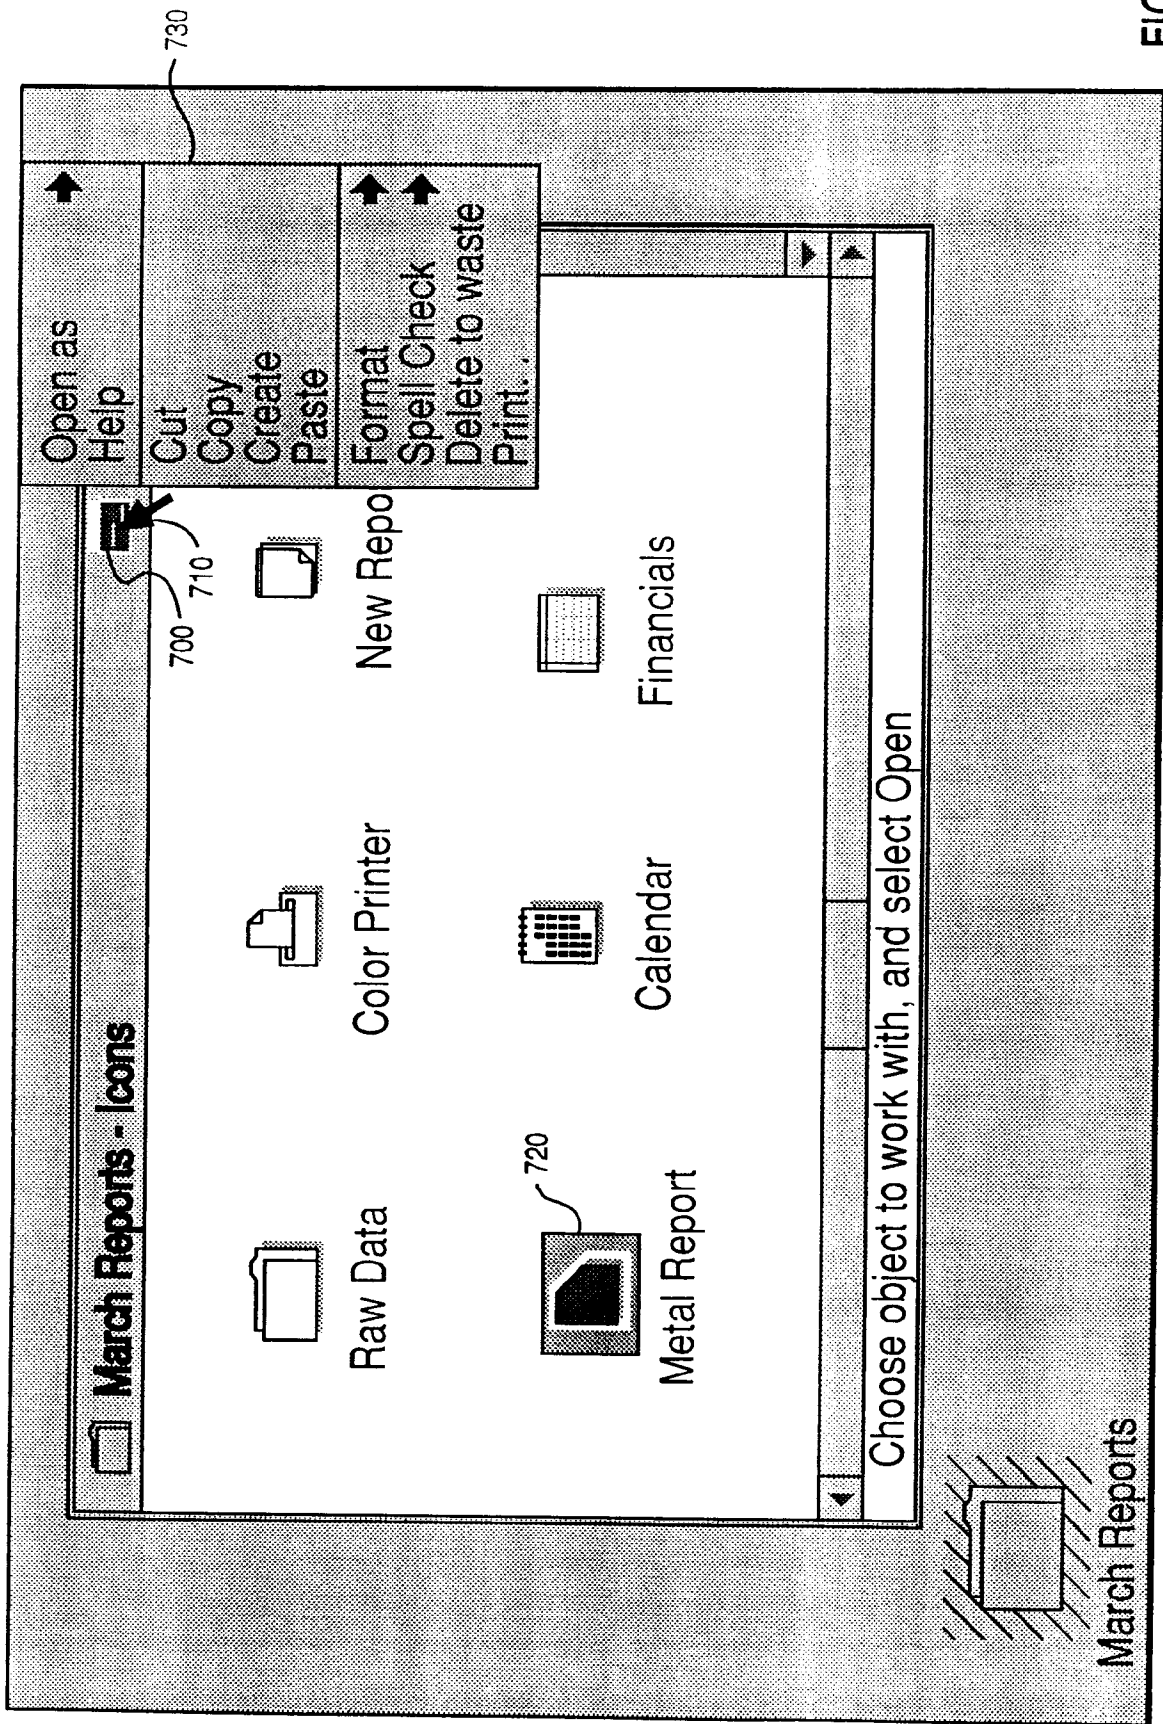 730
Open as
Help
Cut
Copy
Create
Paste
Format
Spell Check
Delete to waste
Print...
March Reports - Icons
700
710
Raw Data
Color Printer
New Repo
720
Metal Report
Calendar
Financials
Choose object to work with, and select Open
March Reports